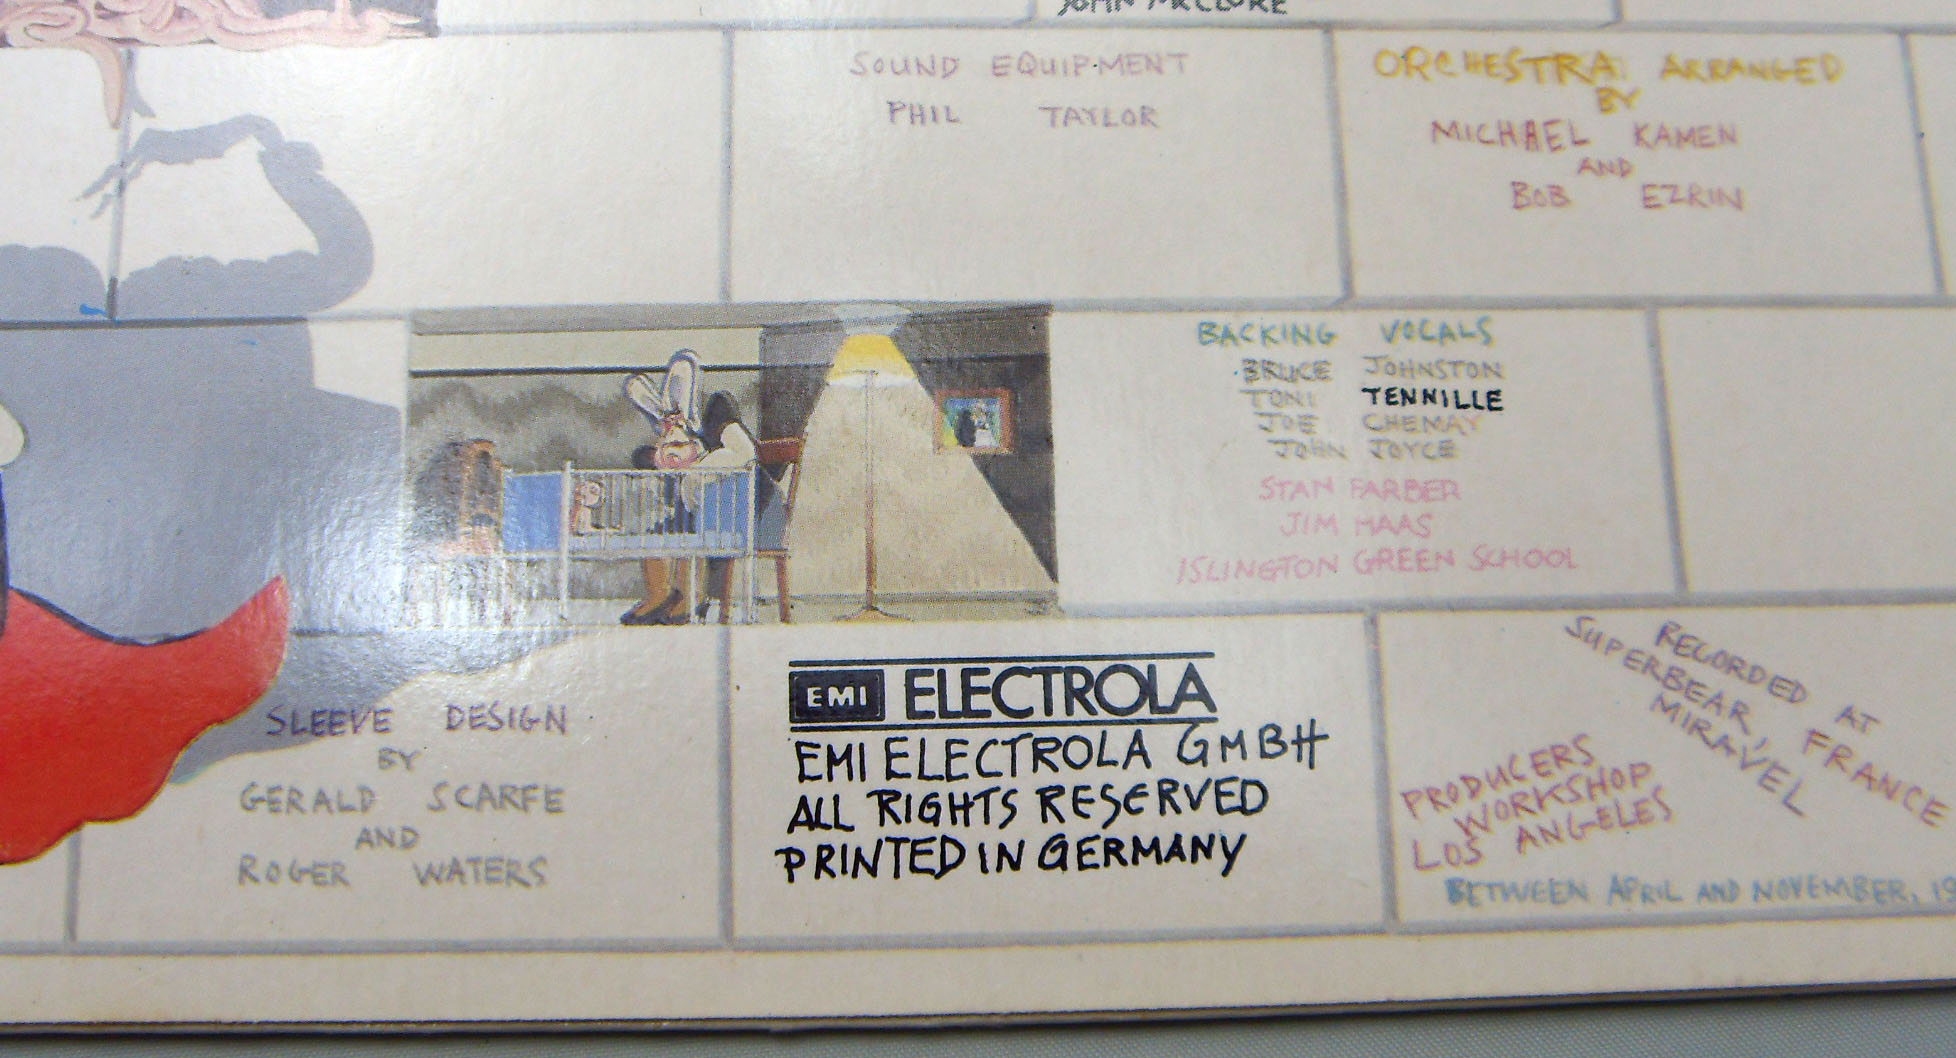 JOHN McCLURE
SOUND EQUIPMENT
PHIL TAYLOR
ORCHESTRA ARRANGED
BY
MICHAEL KAMEN
AND
BOB EZRIN
BACKING VOCALS
BRUCE JOHNSTON
TONI TENNILLE
JOE CHEMAY
JOHN JOYCE
STAN FARBER
JIM HAAS
ISLINGTON GREEN SCHOOL
SLEEVE DESIGN
BY
GERALD SCARFE
AND
ROGER WATERS
EMI ELECTROLA
EMI ELECTROLA GMBH
ALL RIGHTS RESERVED
PRINTED IN GERMANY
RECORDED AT
SUPERBEAR, FRANCE
MIRAVEL
PRODUCERS
WORKSHOP
LOS ANGELES
BETWEEN APRIL AND NOVEMBER, 19